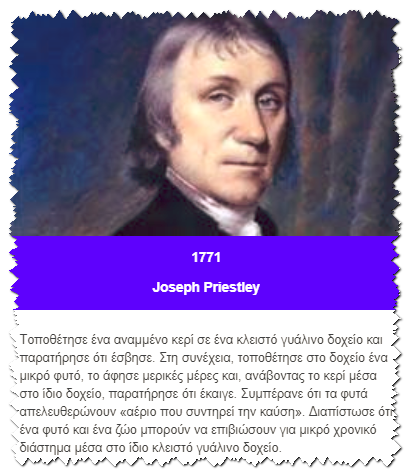 1771
Joseph Priestley
Τοποθέτησε ένα αναμμένο κερί σε ένα κλειστό γυάλινο δοχείο και
παρατήρησε ότι έσβησε. Στη συνέχεια, τοποθέτησε στο δοχείο ένα
μικρό φυτό, το άφησε μερικές μέρες και, ανάβοντας το κερί μέσα
στο ίδιο δοχείο, παρατήρησε ότι έκαιγε. Συμπέρανε ότι τα φυτά
απελευθερώνουν «αέριο που συντηρεί την καύση». Διαπίστωσε ότι
ένα φυτό και ένα ζώο μπορούν να επιβιώσουν για μικρό χρονικό
διάστημα μέσα στο ίδιο κλειστό γυάλινο δοχείο.